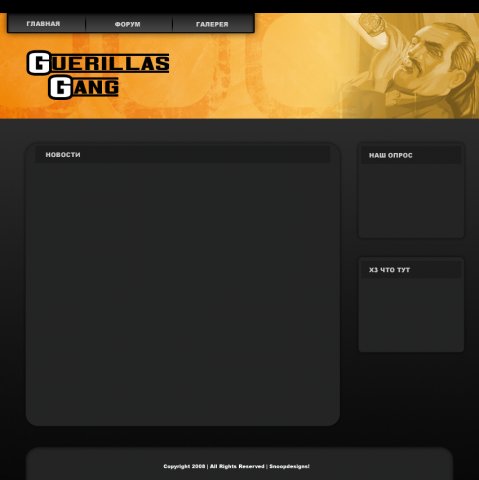 ГЛАВНАЯ ФОРУМ ГАЛЕРЕЯ
GUERILLAS
GANG
НОВОСТИ
НАШ ОПРОС
ХЗ ЧТО ТУТ
Copyright 2008 | All Rights Reserved | Snoopdesigns!